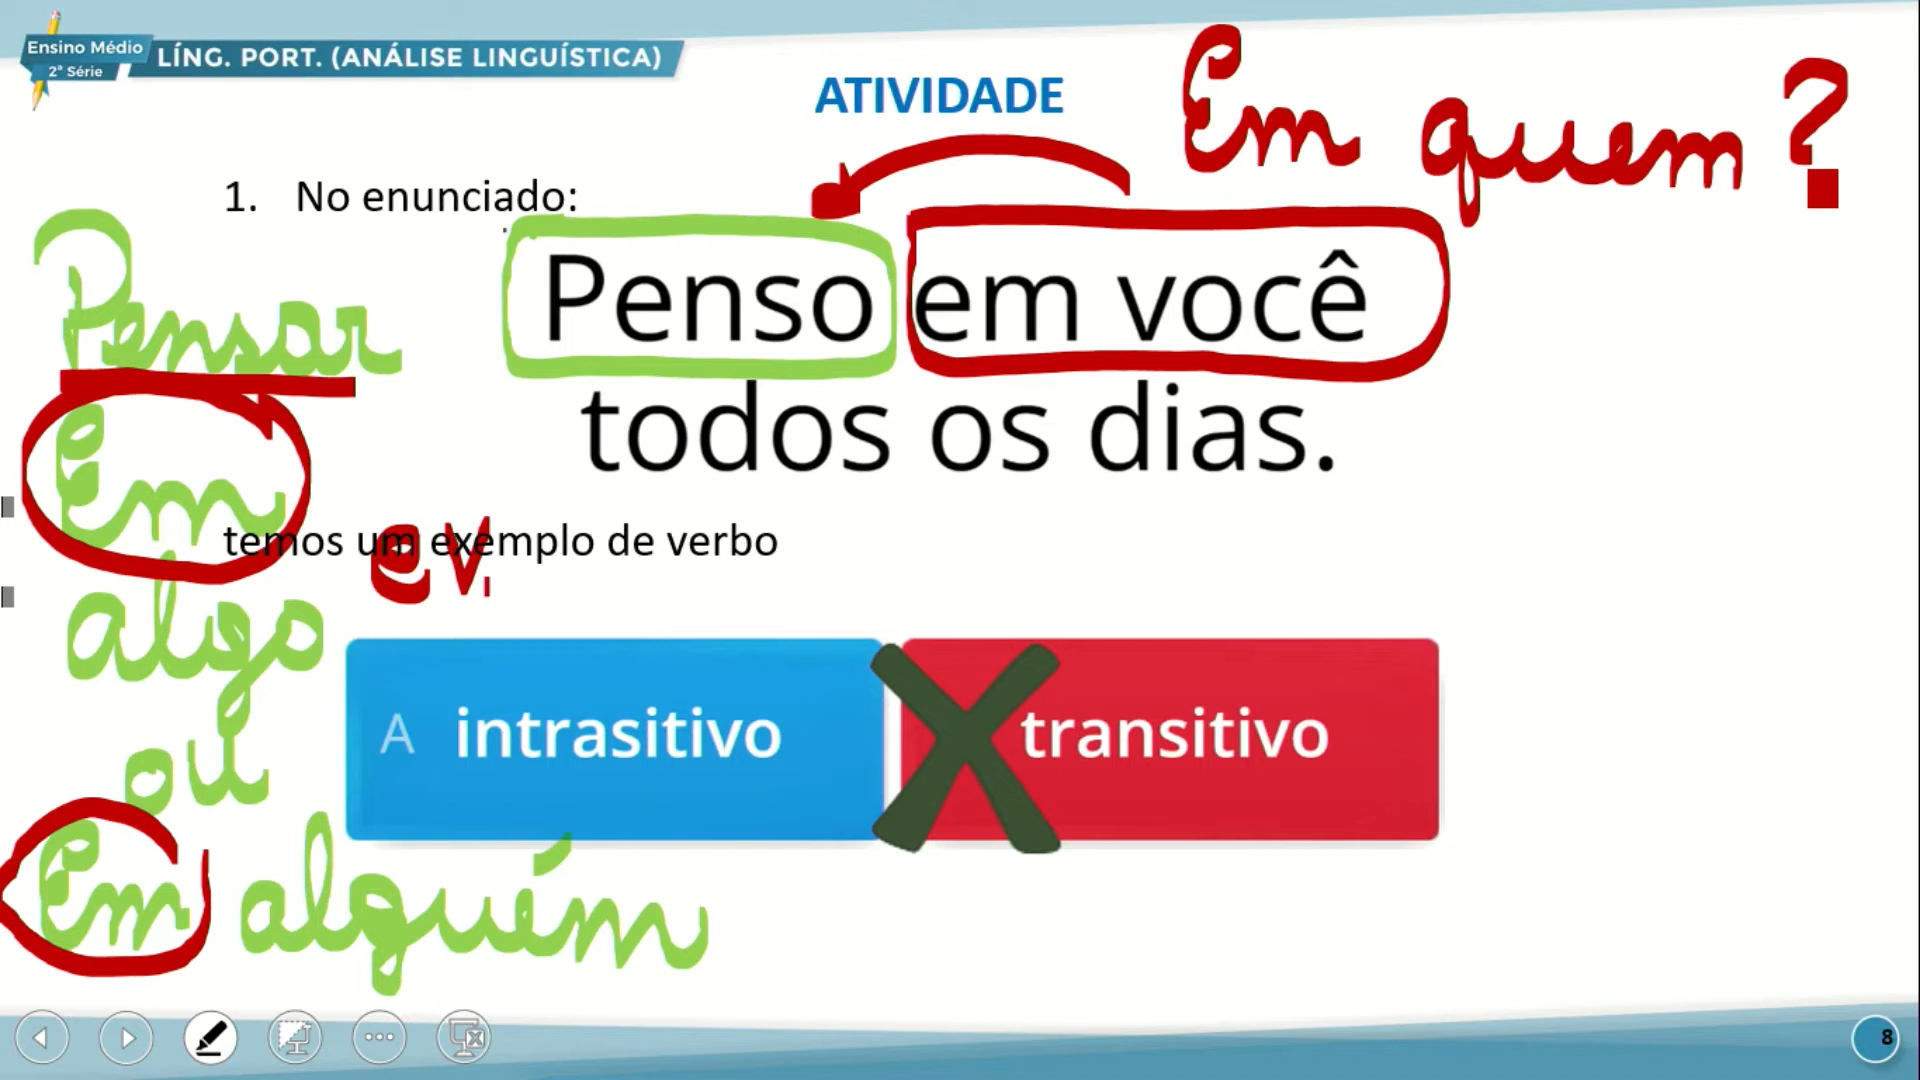 Ensino Médio
2ª Série
LÍNG. PORT. (ANÁLISE LINGUÍSTICA)
ATIVIDADE
Em quem?
1. No enunciado:
Penso em você
todos os dias.
Pensar
Em
algo
ou
Em alguém
temos um exemplo de verbo
ev
A intrasitivo
transitivo
8